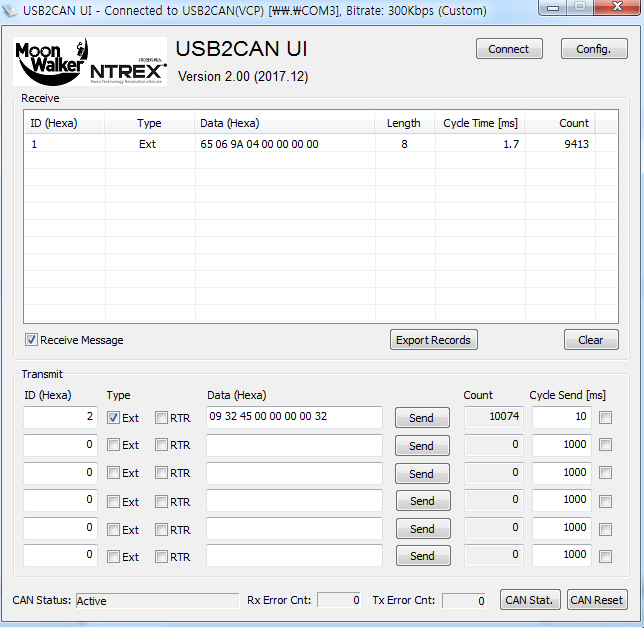 USB2CAN UI - Connected to USB2CAN(VCP) [₩₩.₩COM3], Bitrate: 300Kbps (Custom)
Moon Walker
NTREX
USB2CAN UI
Version 2.00 (2017.12)
Connect
Config.
Receive
ID (Hexa) Type Data (Hexa) Length Cycle Time [ms] Count
1 Ext 65 06 9A 04 00 00 00 00 8 1.7 9413
Receive Message Export Records Clear
Transmit
ID (Hexa) Type Data (Hexa) Count Cycle Send [ms]
2 Ext RTR 09 32 45 00 00 00 00 32 Send 10074 10
0 Ext RTR Send 0 1000
0 Ext RTR Send 0 1000
0 Ext RTR Send 0 1000
0 Ext RTR Send 0 1000
0 Ext RTR Send 0 1000
CAN Status: Active Rx Error Cnt: 0 Tx Error Cnt: 0 CAN Stat. CAN Reset